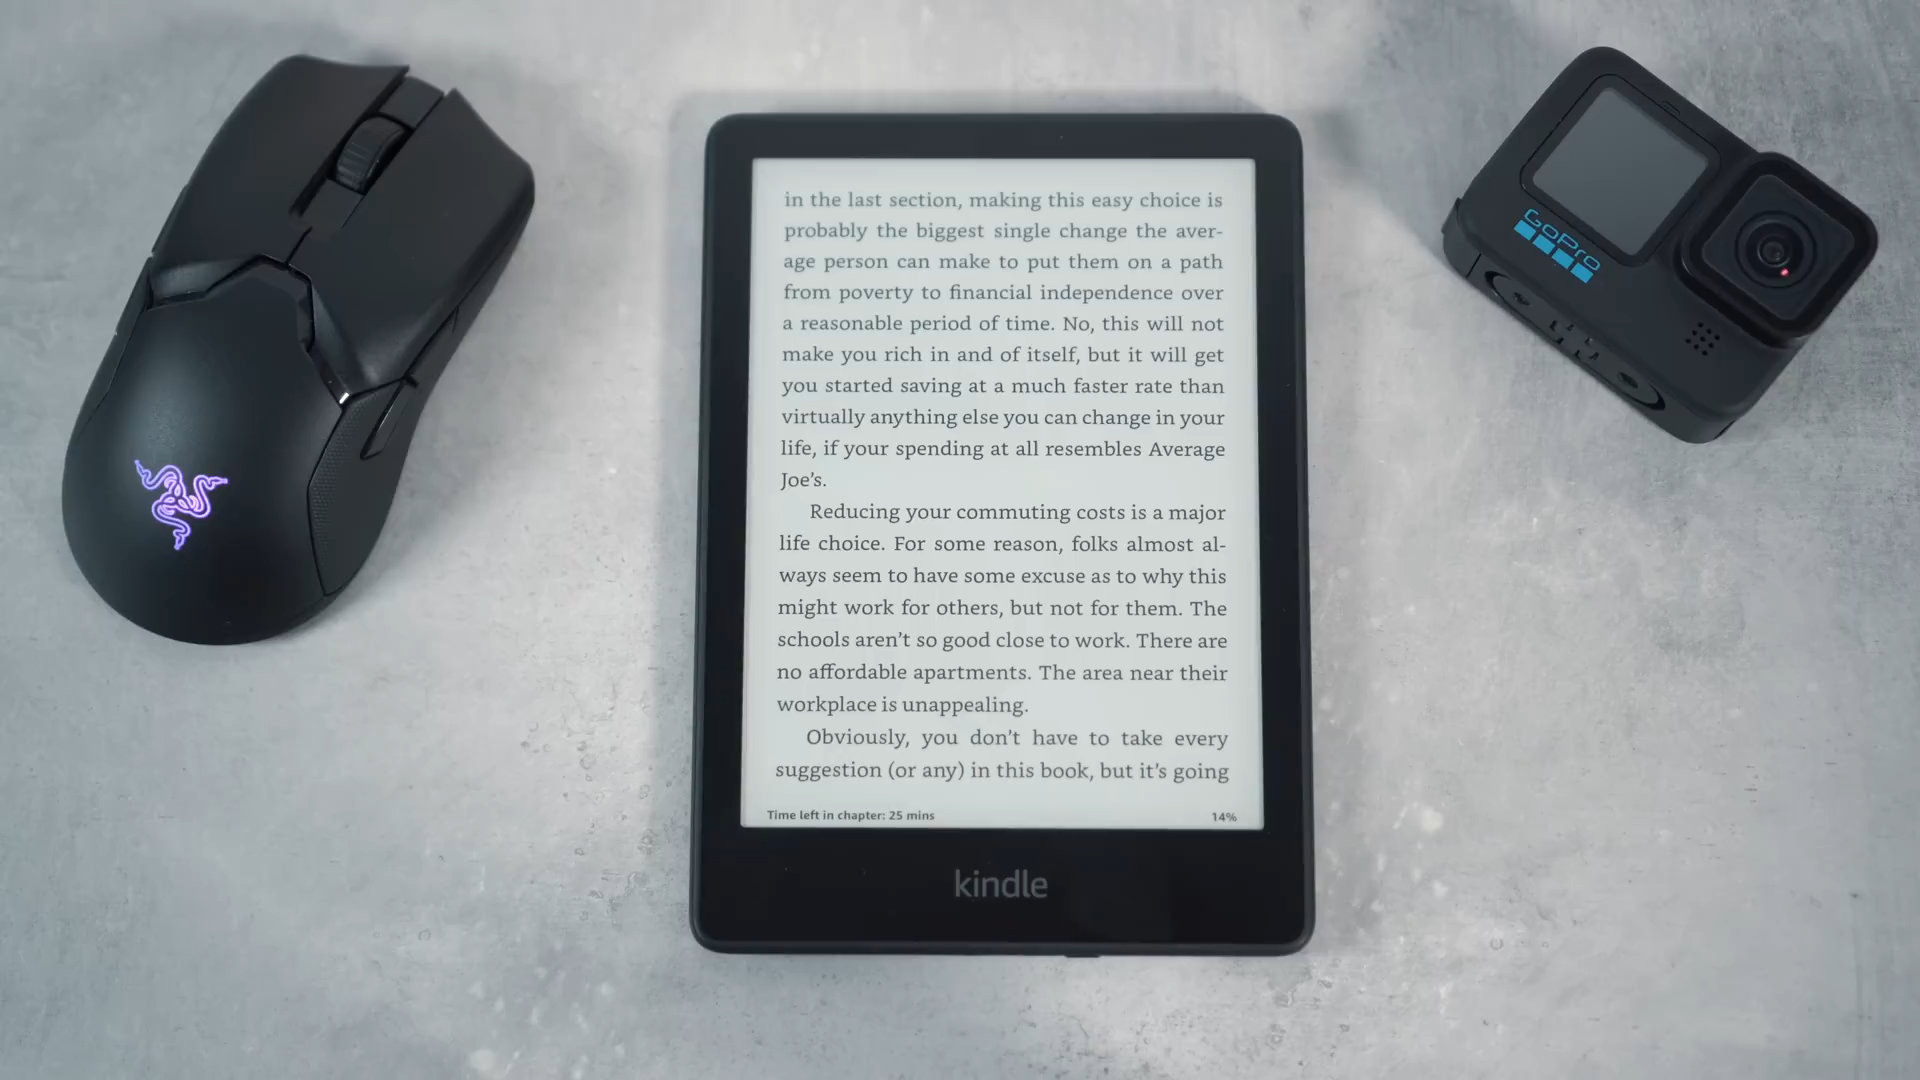 in the last section, making this easy choice is
probably the biggest single change the aver-
age person can make to put them on a path
from poverty to financial independence over
a reasonable period of time. No, this will not
make you rich in and of itself, but it will get
you started saving at a much faster rate than
virtually anything else you can change in your
life, if your spending at all resembles Average
Joe's.
Reducing your commuting costs is a major
life choice. For some reason, folks almost al-
ways seem to have some excuse as to why this
might work for others, but not for them. The
schools aren't so good close to work. There are
no affordable apartments. The area near their
workplace is unappealing.
Obviously, you don't have to take every
suggestion (or any) in this book, but it's going
Time left in chapter: 25 mins 14%
kindle
GoPro